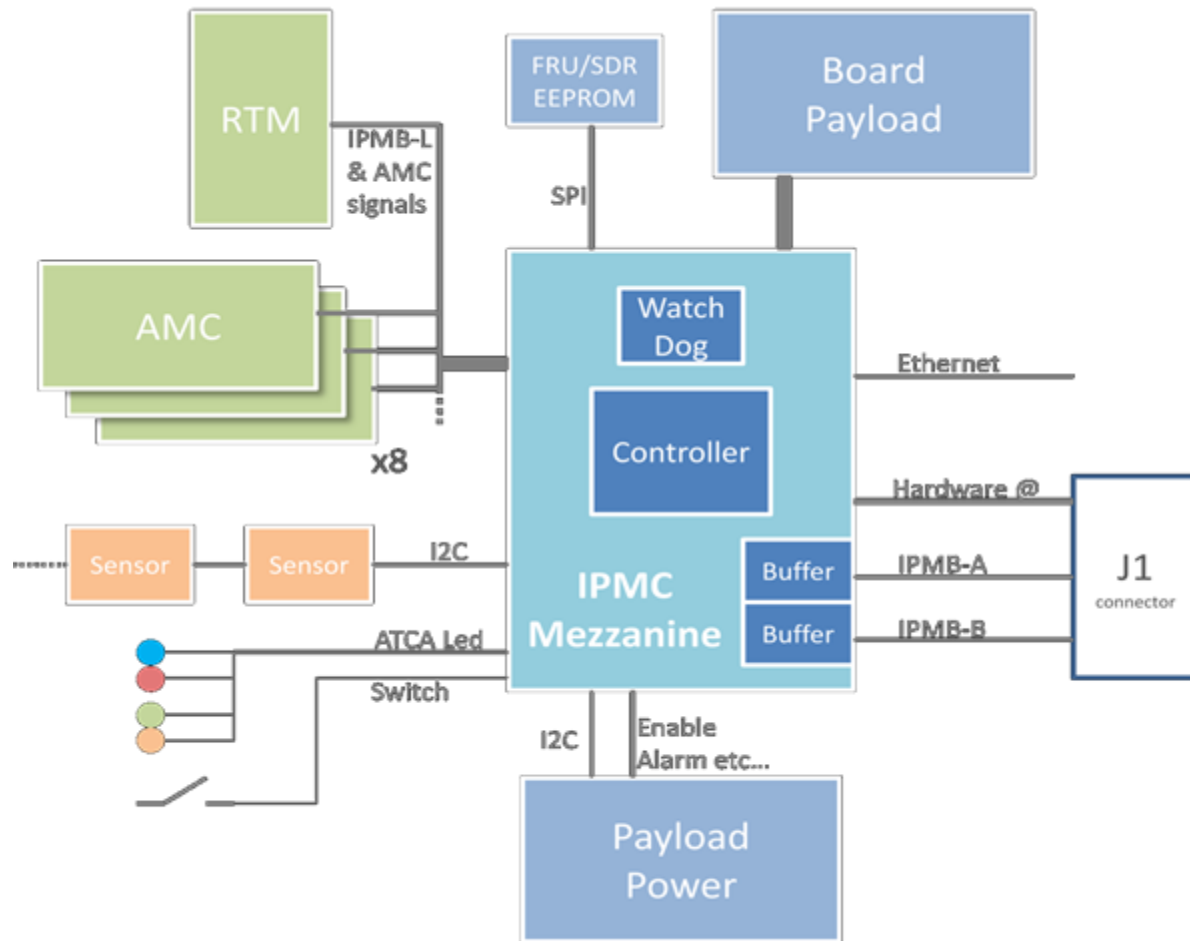 RTM
FRU/SDR
EEPROM
Board
Payload
IPMB-L
& AMC
signals
SPI
AMC
x8
Watch
Dog
Controller
Ethernet
Hardware @
IPMB-A
IPMB-B
Buffer
Buffer
J1
connector
Sensor
Sensor
I2C
IPMC
Mezzanine
ATCA Led
Switch
I2C
Enable
Alarm etc...
Payload
Power